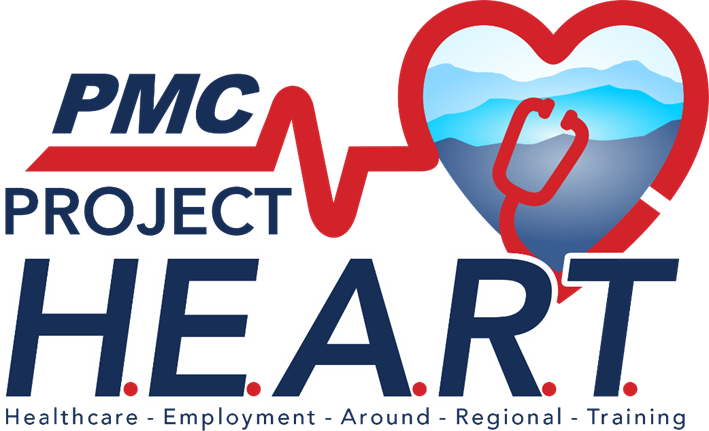 PMC
PROJECT
H.E.A.R.T.
Healthcare - Employment - Around - Regional - Training